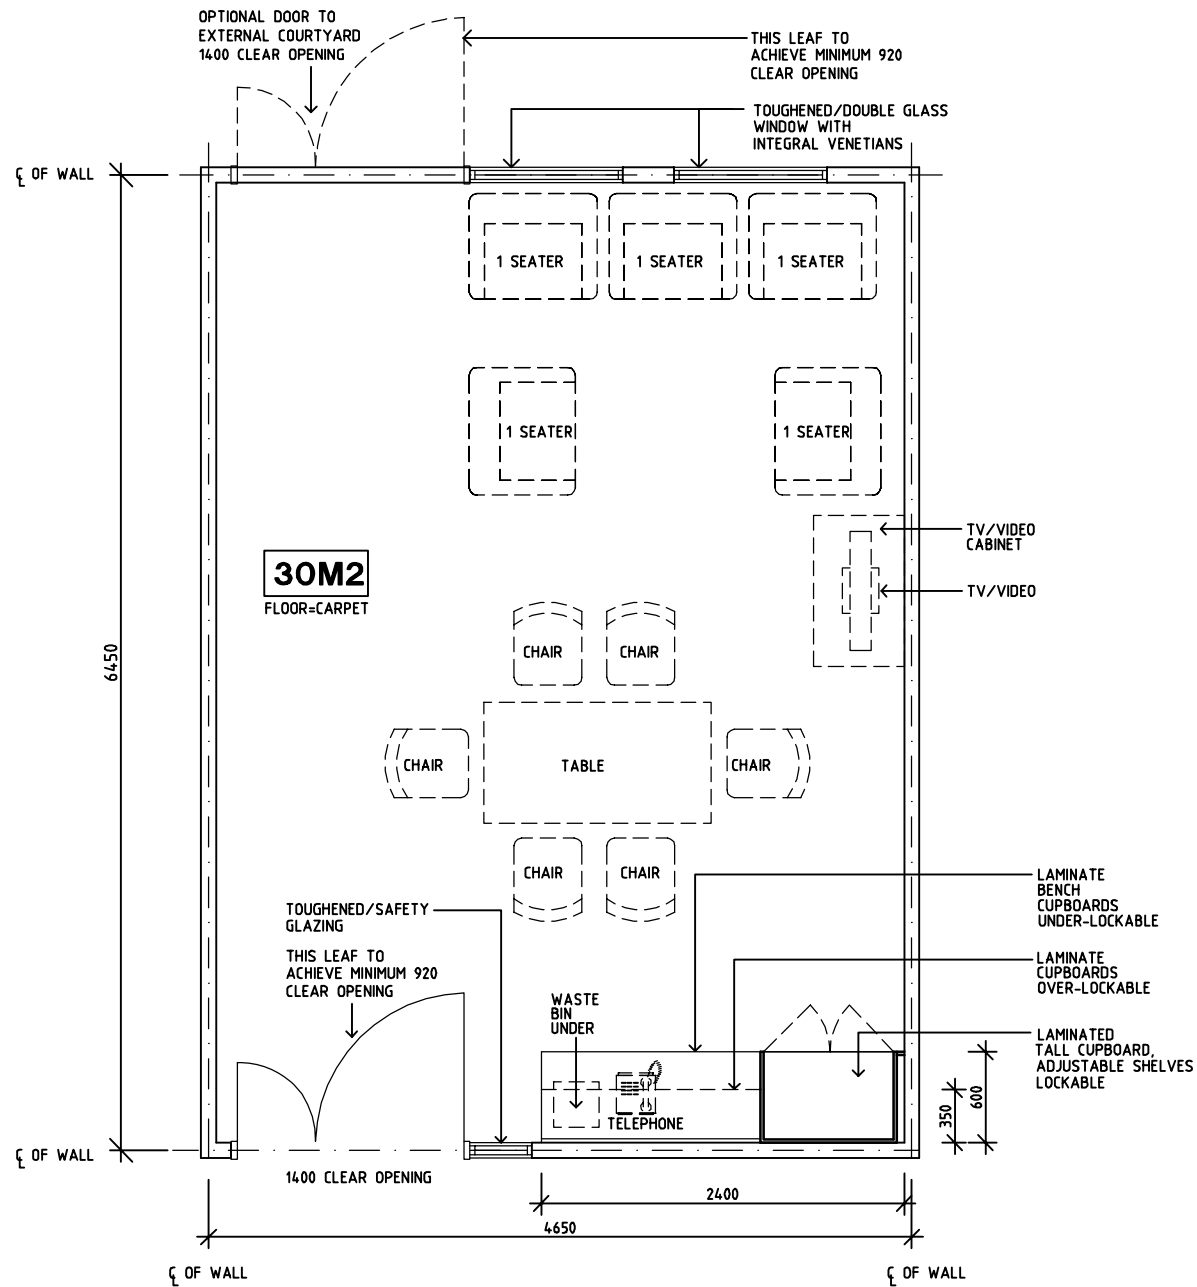 OPTIONAL DOOR TO
EXTERNAL COURTYARD
1400 CLEAR OPENING
THIS LEAF TO
ACHIEVE MINIMUM 920
CLEAR OPENING
TOUGHENED/DOUBLE GLASS
WINDOW WITH
INTEGRAL VENETIANS
℄ OF WALL
1 SEATER
1 SEATER
1 SEATER
1 SEATER
1 SEATER
TV/VIDEO
CABINET
TV/VIDEO
30M2
FLOOR=CARPET
6450
CHAIR
CHAIR
CHAIR
TABLE
CHAIR
CHAIR
CHAIR
LAMINATE
BENCH
CUPBOARDS
UNDER-LOCKABLE
TOUGHENED/SAFETY
GLAZING
THIS LEAF TO
ACHIEVE MINIMUM 920
CLEAR OPENING
LAMINATE
CUPBOARDS
OVER-LOCKABLE
WASTE
BIN
UNDER
LAMINATED
TALL CUPBOARD,
ADJUSTABLE SHELVES
LOCKABLE
TELEPHONE
350
600
℄ OF WALL
1400 CLEAR OPENING
2400
4650
℄ OF WALL
℄ OF WALL